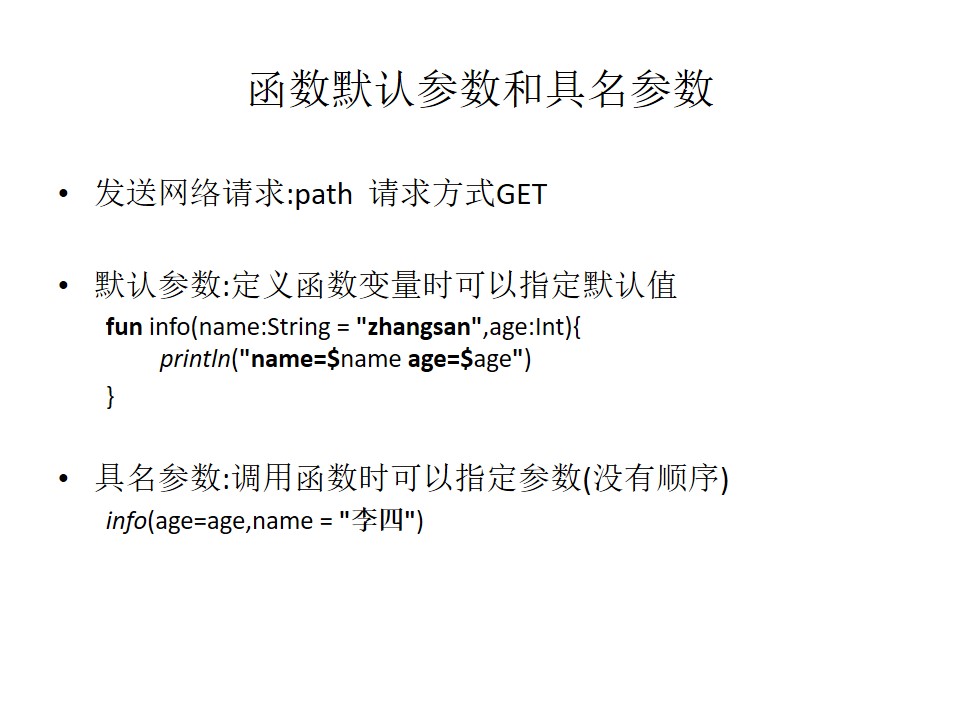 函数默认参数和具名参数
• 发送网络请求:path 请求方式GET
• 默认参数:定义函数变量时可以指定默认值
fun info(name:String = "zhangsan",age:Int){
println("name=$name age=$age")
}
• 具名参数:调用函数时可以指定参数(没有顺序)
info(age=age,name = "李四")